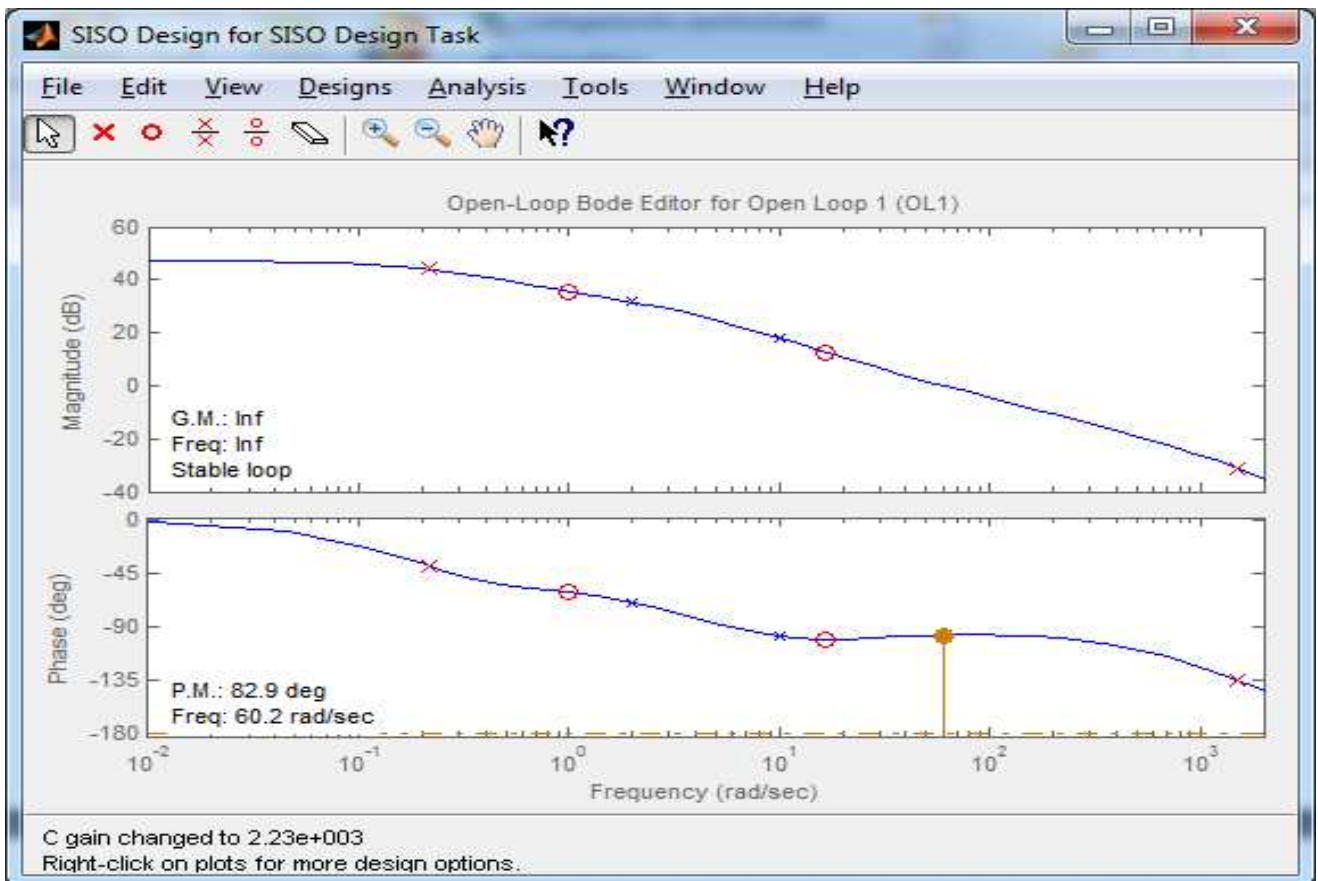 SISO Design for SISO Design Task
File Edit View Designs Analysis Tools Window Help
Open-Loop Bode Editor for Open Loop 1 (OL1)
60
40
20
0
-20
-40
Magnitude (dB)
G.M.: Inf
Freq: Inf
Stable loop
0
-45
-90
-135
-180
Phase (deg)
P.M.: 82.9 deg
Freq: 60.2 rad/sec
10^-2 10^-1 10^0 10^1 10^2 10^3
Frequency (rad/sec)
C gain changed to 2.23e+003
Right-click on plots for more design options.